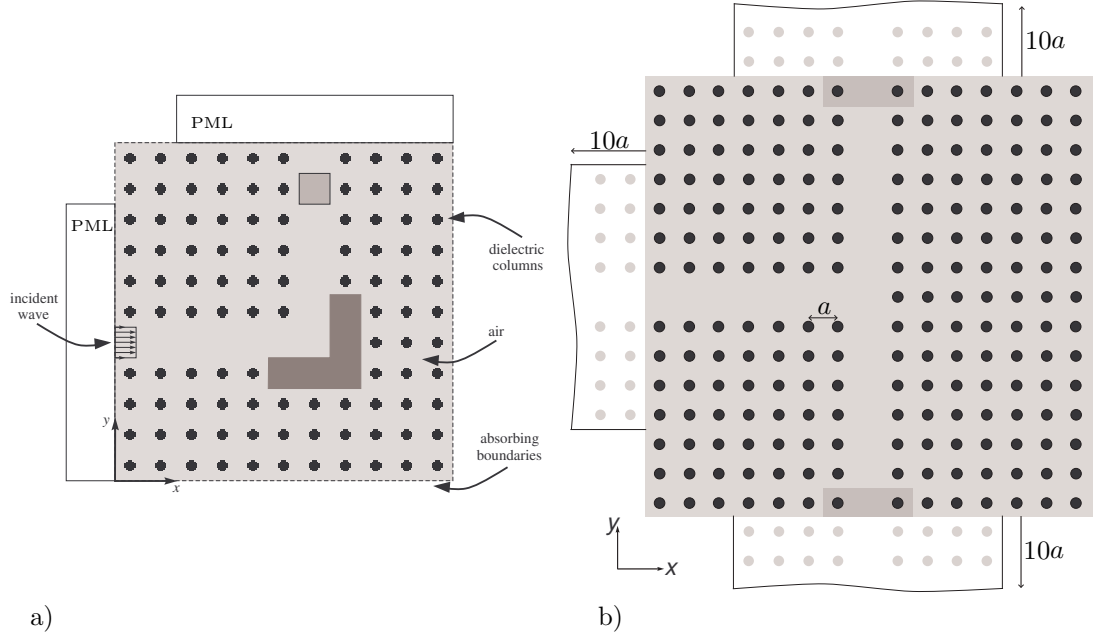 PML
PML
dielectric
columns
incident
wave
air
y
x
absorbing
boundaries
a)
10a
10a
a
y
x
10a
b)